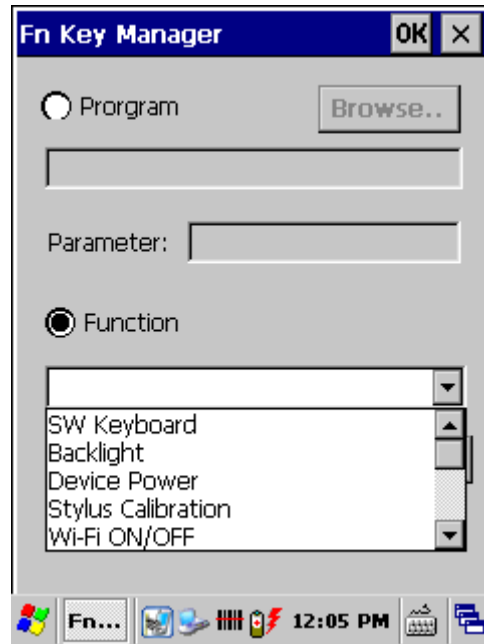 Fn Key Manager OK ×
Prorgram Browse..
Parameter:
Function
SW Keyboard
Backlight
Device Power
Stylus Calibration
Wi-Fi ON/OFF
Fn... 12:05 PM